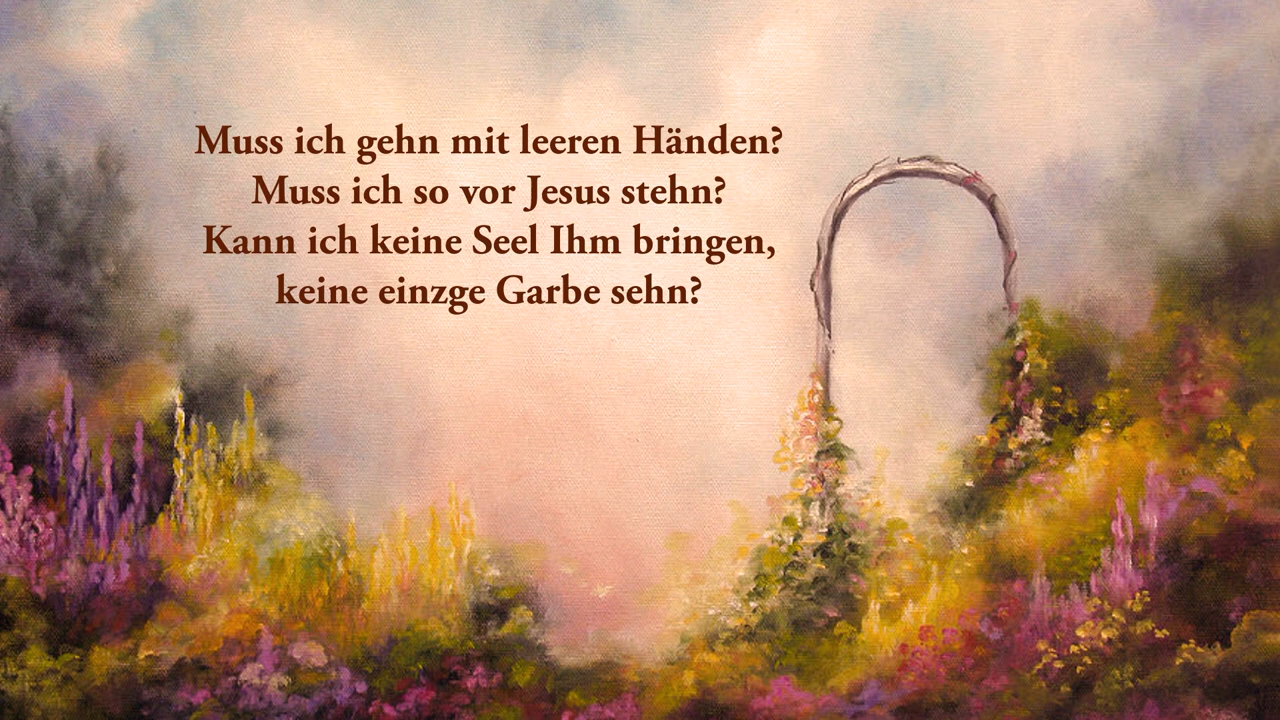 Muss ich gehn mit leeren Händen?
Muss ich so vor Jesus stehn?
Kann ich keine Seel Ihm bringen,
keine einzge Garbe sehn?